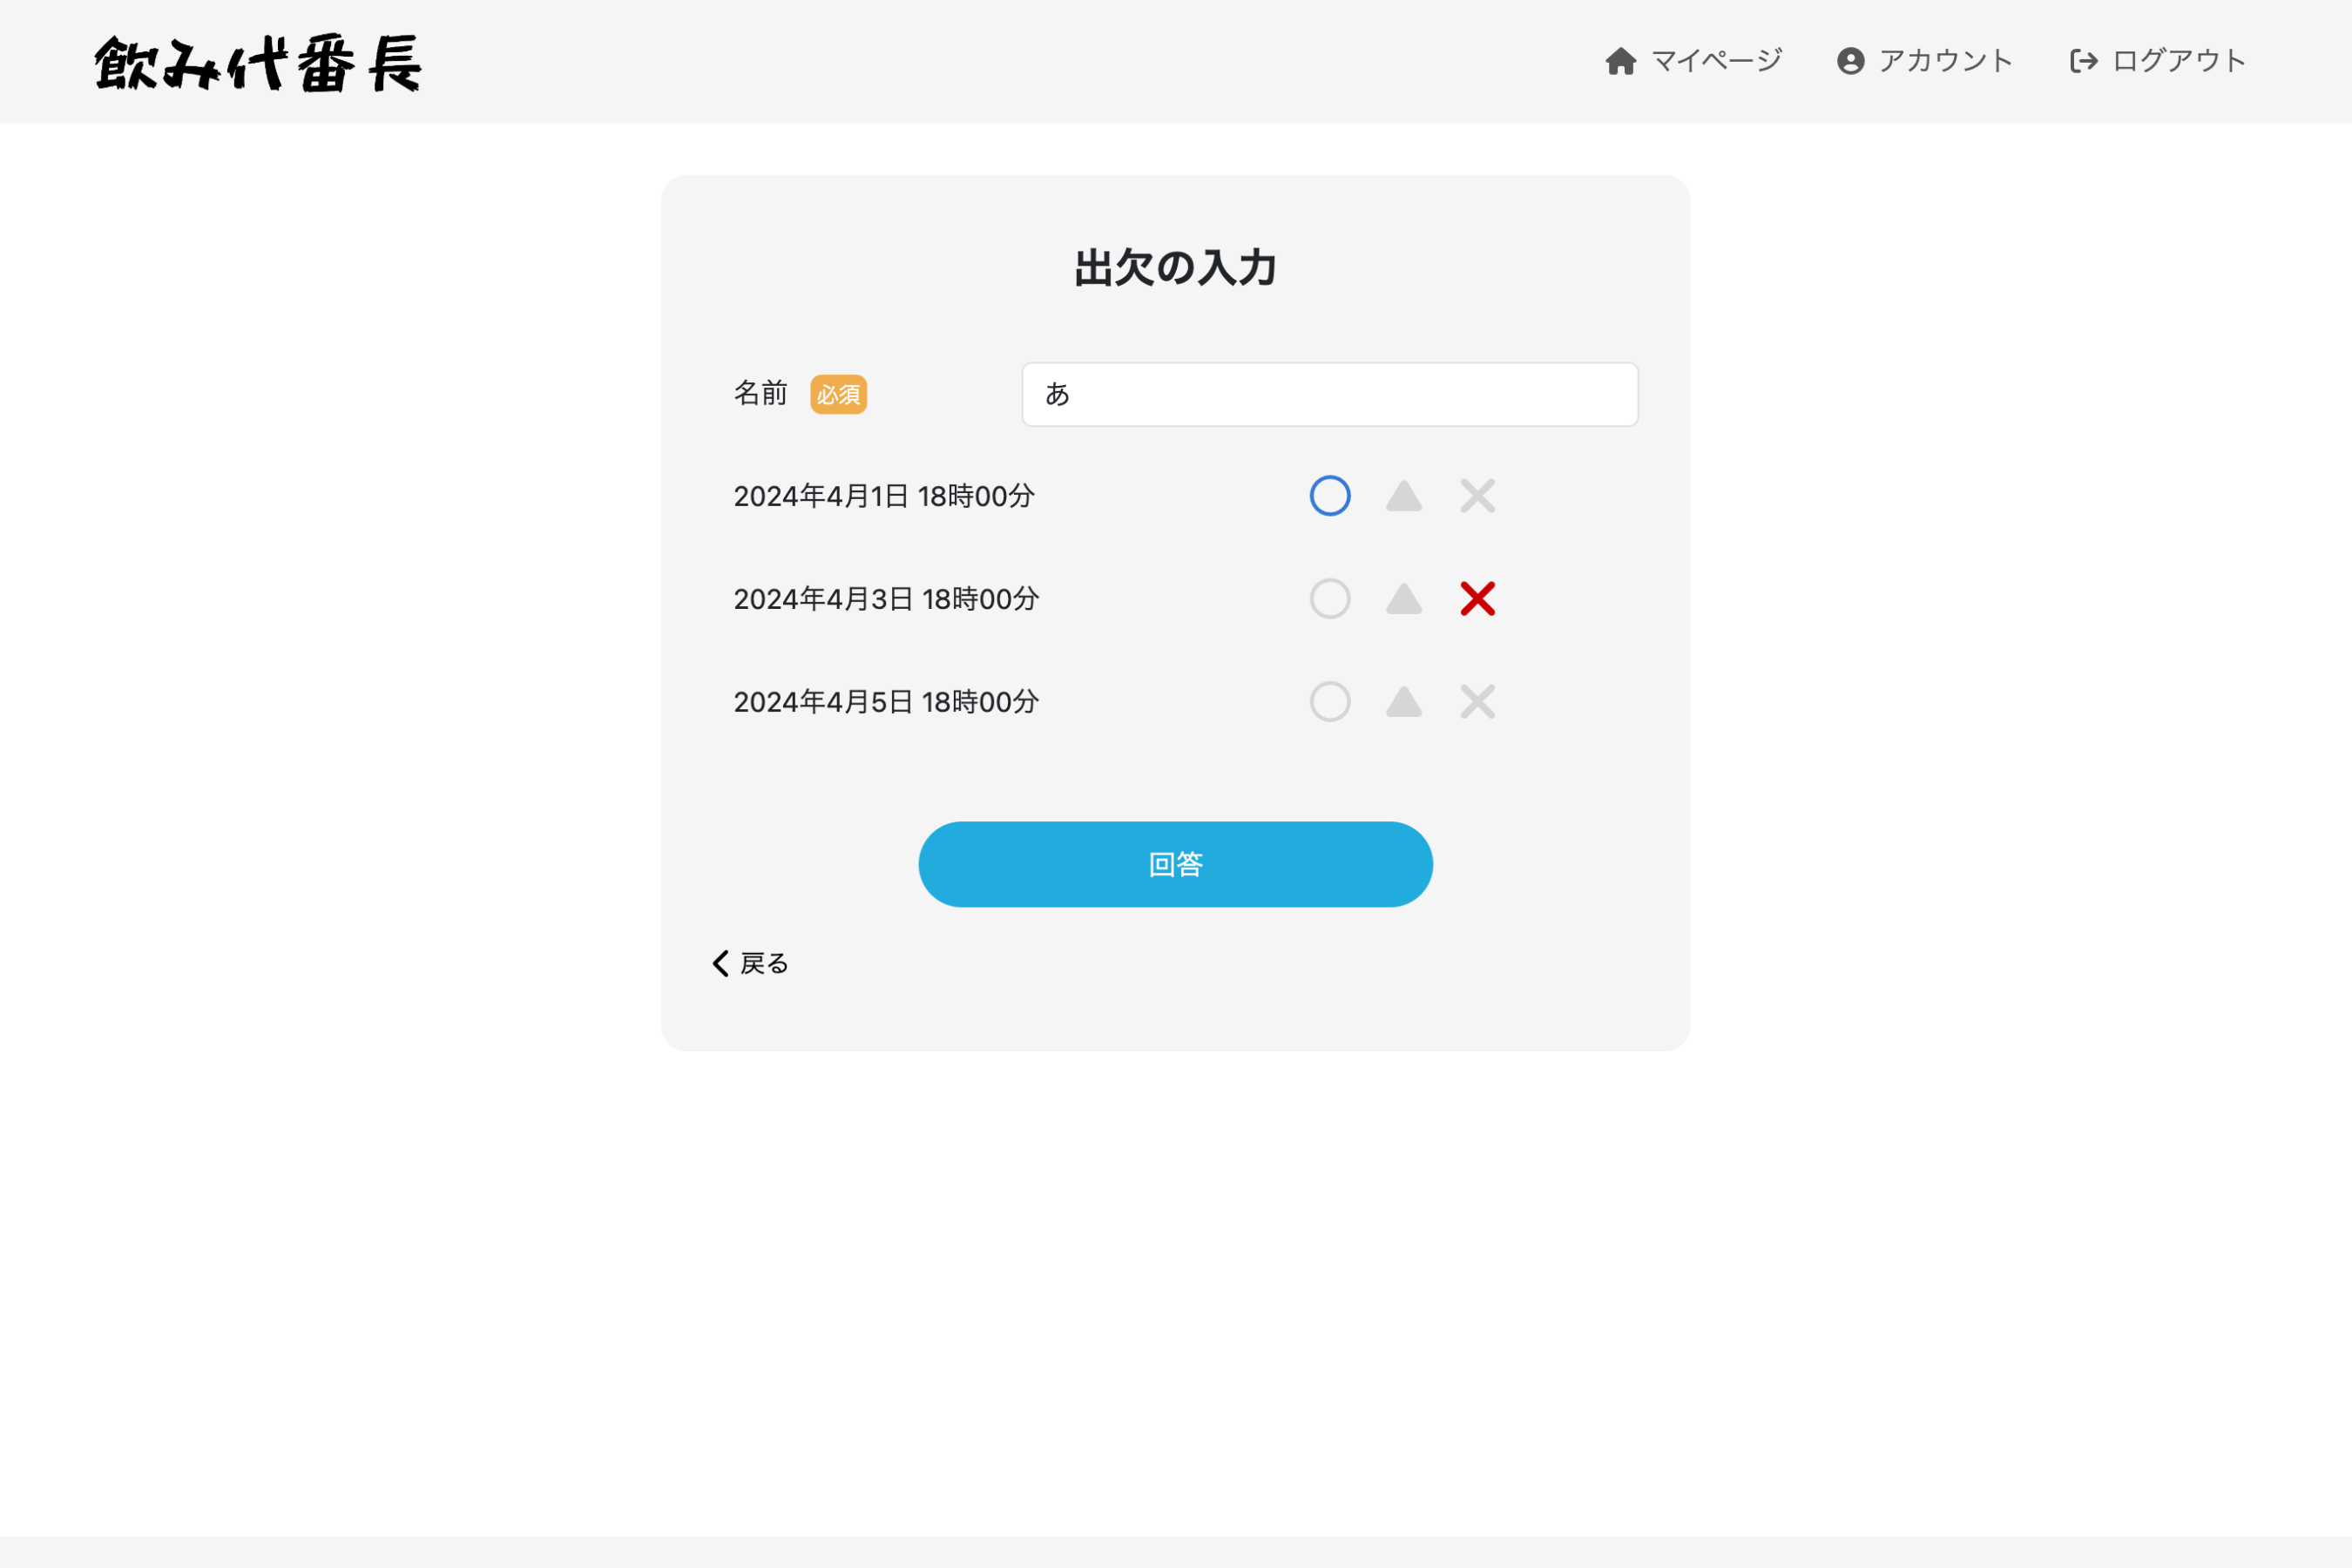 飲み代番長
マイページ
アカウント
ログアウト
出欠の入力
名前 必須
あ
2024年4月1日 18時00分
2024年4月3日 18時00分
2024年4月5日 18時00分
回答
戻る